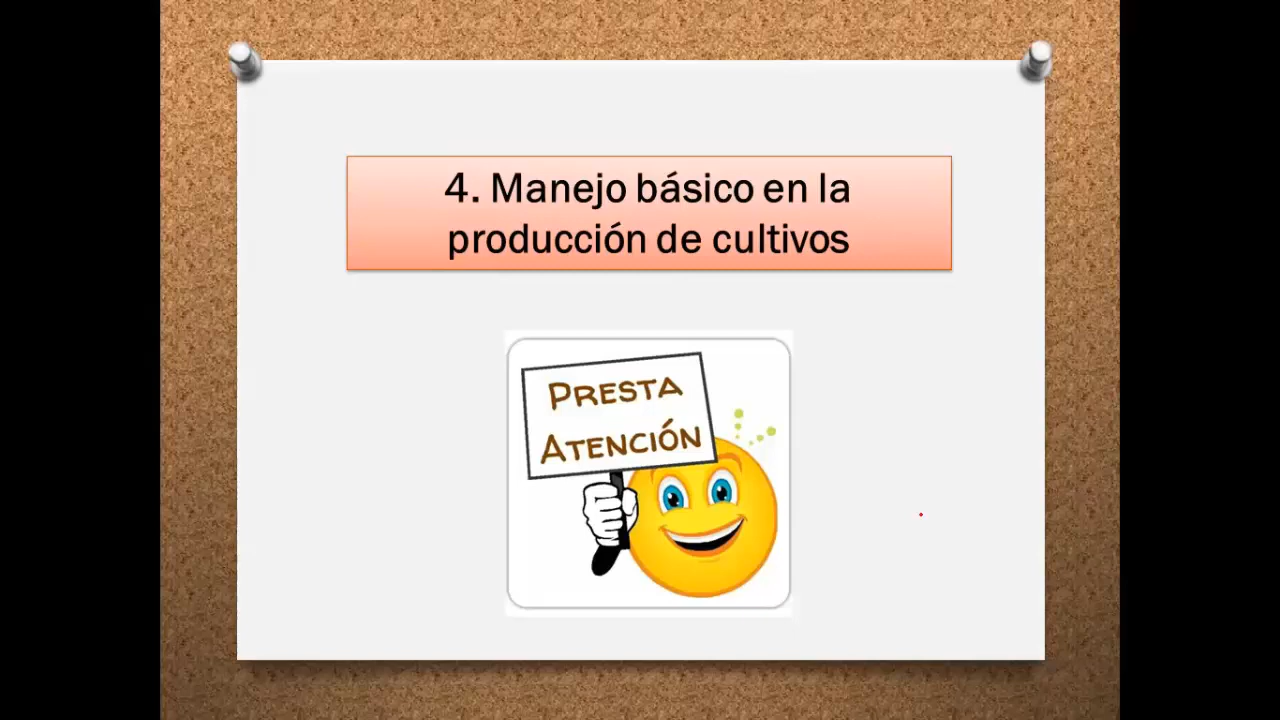 4. Manejo básico en la
producción de cultivos
PRESTA
ATENCIÓN